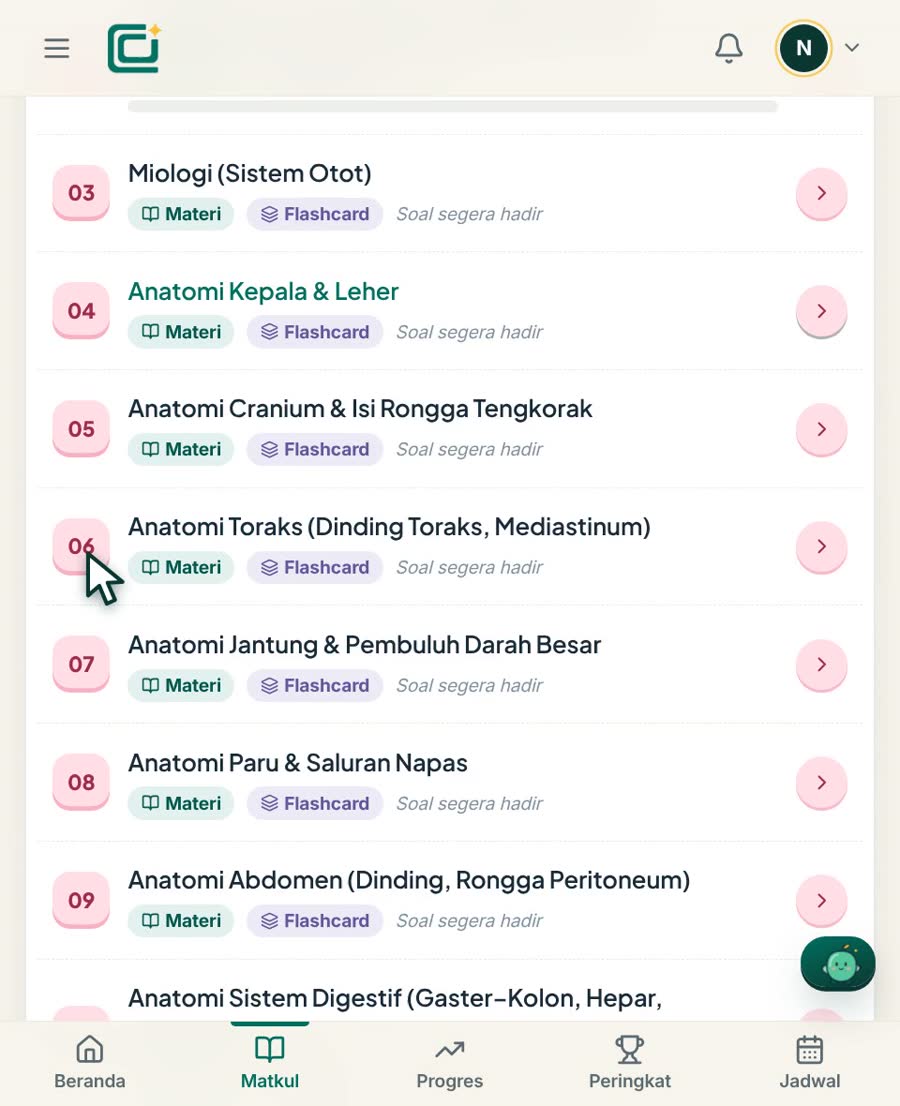 N
03
Miologi (Sistem Otot)
Materi Flashcard Soal segera hadir
04
Anatomi Kepala & Leher
Materi Flashcard Soal segera hadir
05
Anatomi Cranium & Isi Rongga Tengkorak
Materi Flashcard Soal segera hadir
06
Anatomi Toraks (Dinding Toraks, Mediastinum)
Materi Flashcard Soal segera hadir
07
Anatomi Jantung & Pembuluh Darah Besar
Materi Flashcard Soal segera hadir
08
Anatomi Paru & Saluran Napas
Materi Flashcard Soal segera hadir
09
Anatomi Abdomen (Dinding, Rongga Peritoneum)
Materi Flashcard Soal segera hadir
Anatomi Sistem Digestif (Gaster–Kolon, Hepar,
Beranda Matkul Progres Peringkat Jadwal